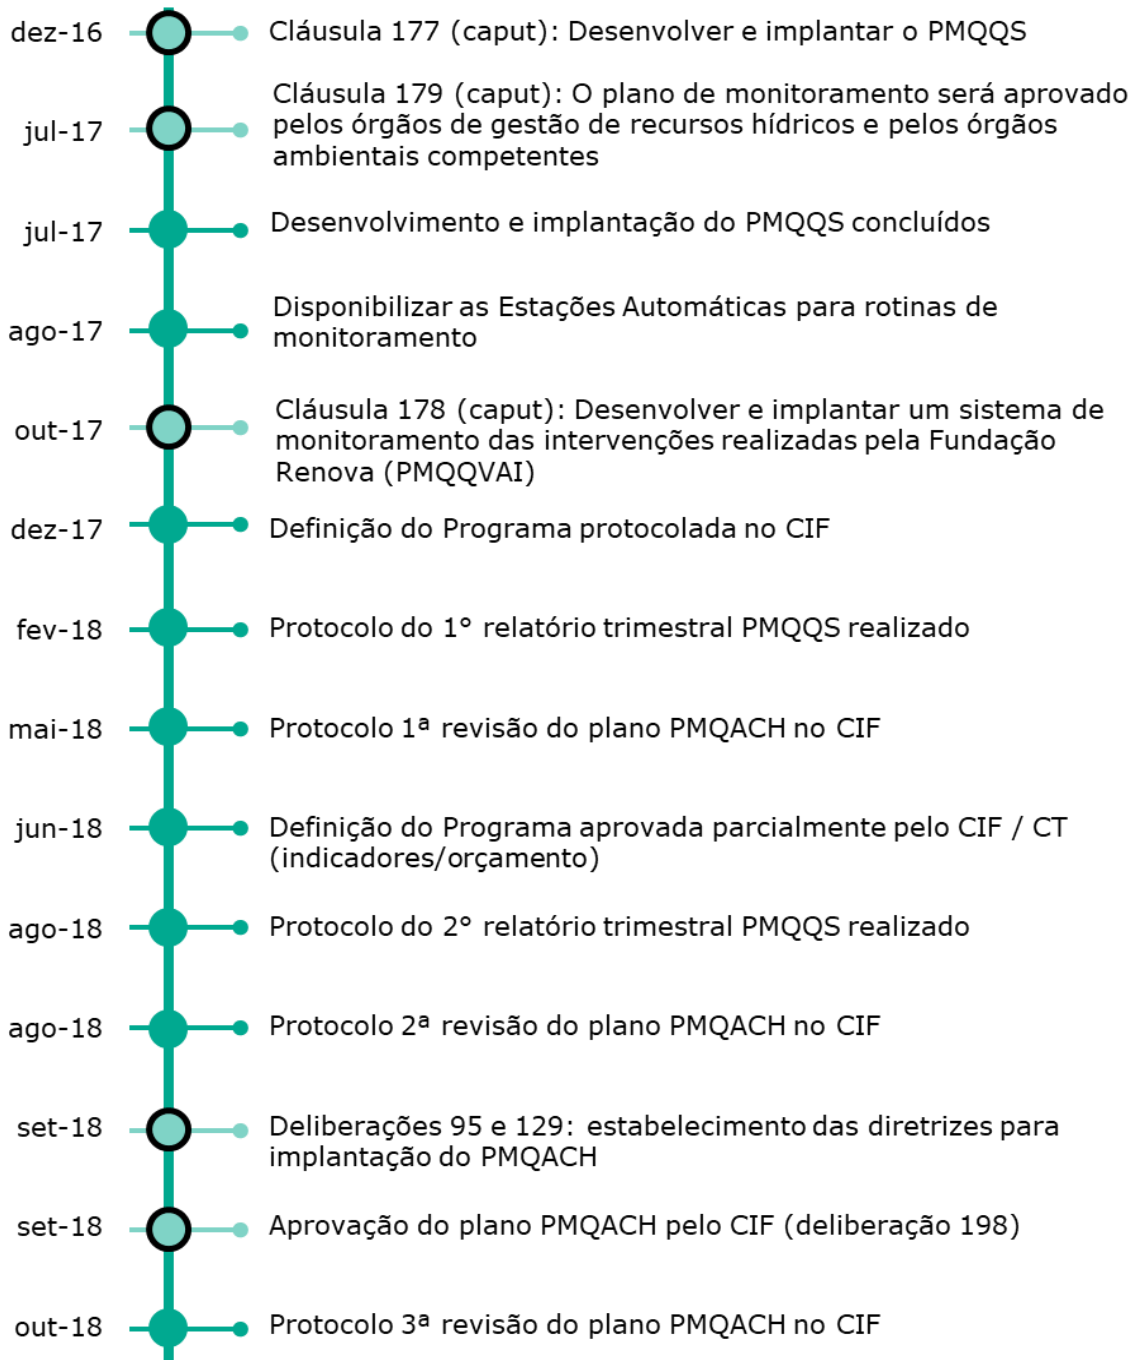 dez-16
Cláusula 177 (caput): Desenvolver e implantar o PMQQS
jul-17
Cláusula 179 (caput): O plano de monitoramento será aprovado
pelos órgãos de gestão de recursos hídricos e pelos órgãos
ambientais competentes
jul-17
Desenvolvimento e implantação do PMQQS concluídos
ago-17
Disponibilizar as Estações Automáticas para rotinas de
monitoramento
out-17
Cláusula 178 (caput): Desenvolver e implantar um sistema de
monitoramento das intervenções realizadas pela Fundação
Renova (PMQQVAI)
dez-17
Definição do Programa protocolada no CIF
fev-18
Protocolo do 1° relatório trimestral PMQQS realizado
mai-18
Protocolo 1ª revisão do plano PMQACH no CIF
jun-18
Definição do Programa aprovada parcialmente pelo CIF / CT
(indicadores/orçamento)
ago-18
Protocolo do 2° relatório trimestral PMQQS realizado
ago-18
Protocolo 2ª revisão do plano PMQACH no CIF
set-18
Deliberações 95 e 129: estabelecimento das diretrizes para
implantação do PMQACH
set-18
Aprovação do plano PMQACH pelo CIF (deliberação 198)
out-18
Protocolo 3ª revisão do plano PMQACH no CIF